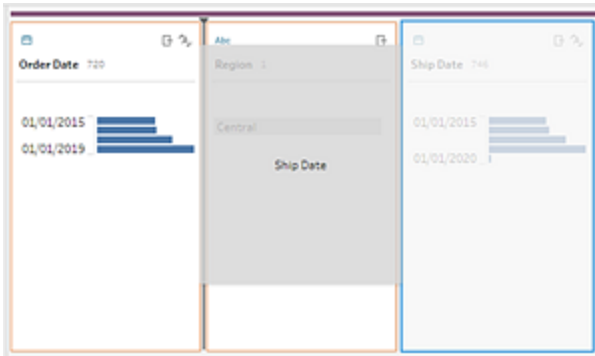 Abc
Order Date 720
Region 1
Ship Date 746
01/01/2015
01/01/2019
Central
Ship Date
01/01/2015
01/01/2020